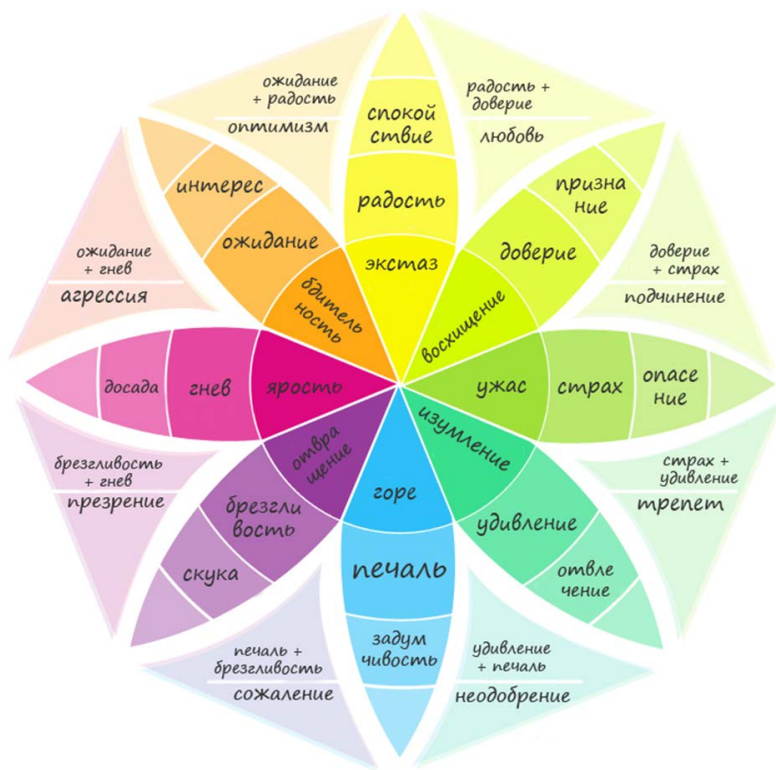 ожидание
+ радость
оптимизм
спокой
ствие
радость
экстаз
радость +
доверие
любовь
интерес
ожидание
бдитель
ность
призна
ние
доверие
восхищение
ожидание
+ гнев
агрессия
доверие
+ страх
подчинение
досада
гнев
ярость
ужас
страх
опасе
ние
брезгливость
+ гнев
презрение
отвра
щение
брезгли
вость
скука
горе
печаль
задум
чивость
изумление
удивление
отвле
чение
страх +
удивление
трепет
печаль +
брезгливость
сожаление
удивление
+ печаль
неодобрение